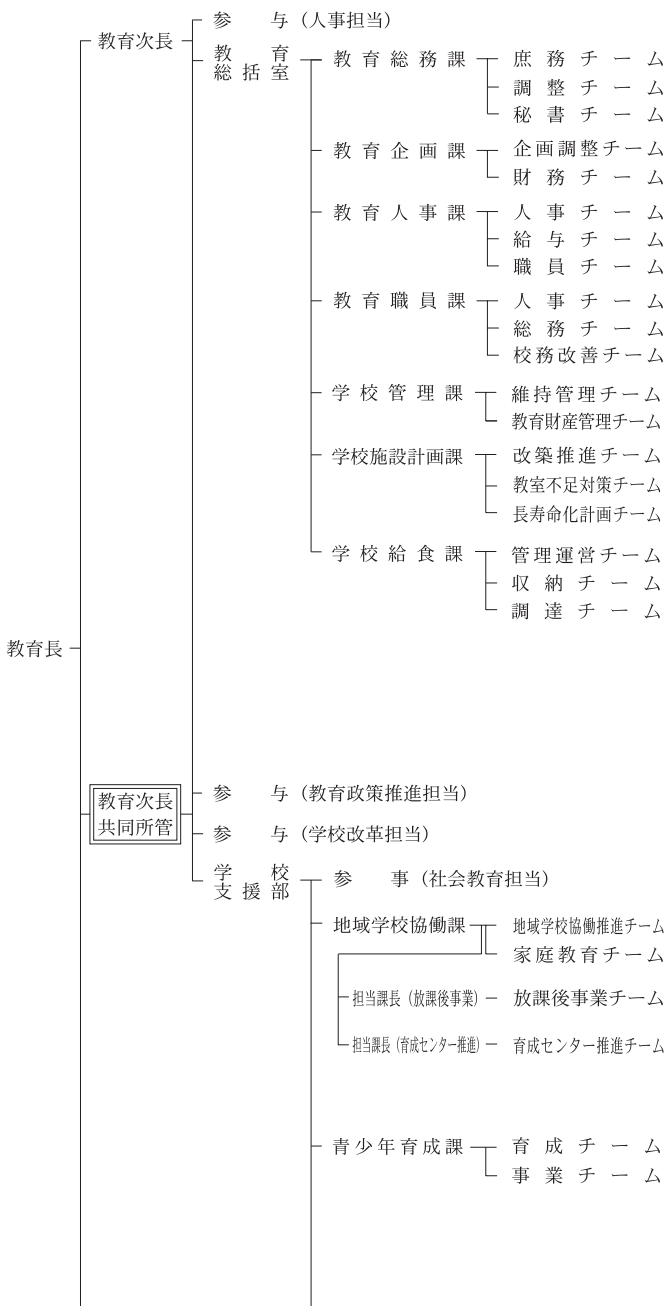 参　与（人事担当）
教育次長
教育
総括室
教育総務課
庶務チーム
調整チーム
秘書チーム
教育企画課
企画調整チーム
財務チーム
教育人事課
人事チーム
給与チーム
職員チーム
教育職員課
人事チーム
総務チーム
校務改善チーム
学校管理課
維持管理チーム
教育財産管理チーム
学校施設計画課
改築推進チーム
教室不足対策チーム
長寿命化計画チーム
学校給食課
管理運営チーム
収納チーム
調達チーム
教育長
教育次長
共同所管
参　与（教育政策推進担当）
参　与（学校改革担当）
学校
支援部
参　事（社会教育担当）
地域学校協働課
地域学校協働推進チーム
家庭教育チーム
担当課長（放課後事業）
放課後事業チーム
担当課長（育成センター推進）
育成センター推進チーム
青少年育成課
育成チーム
事業チーム